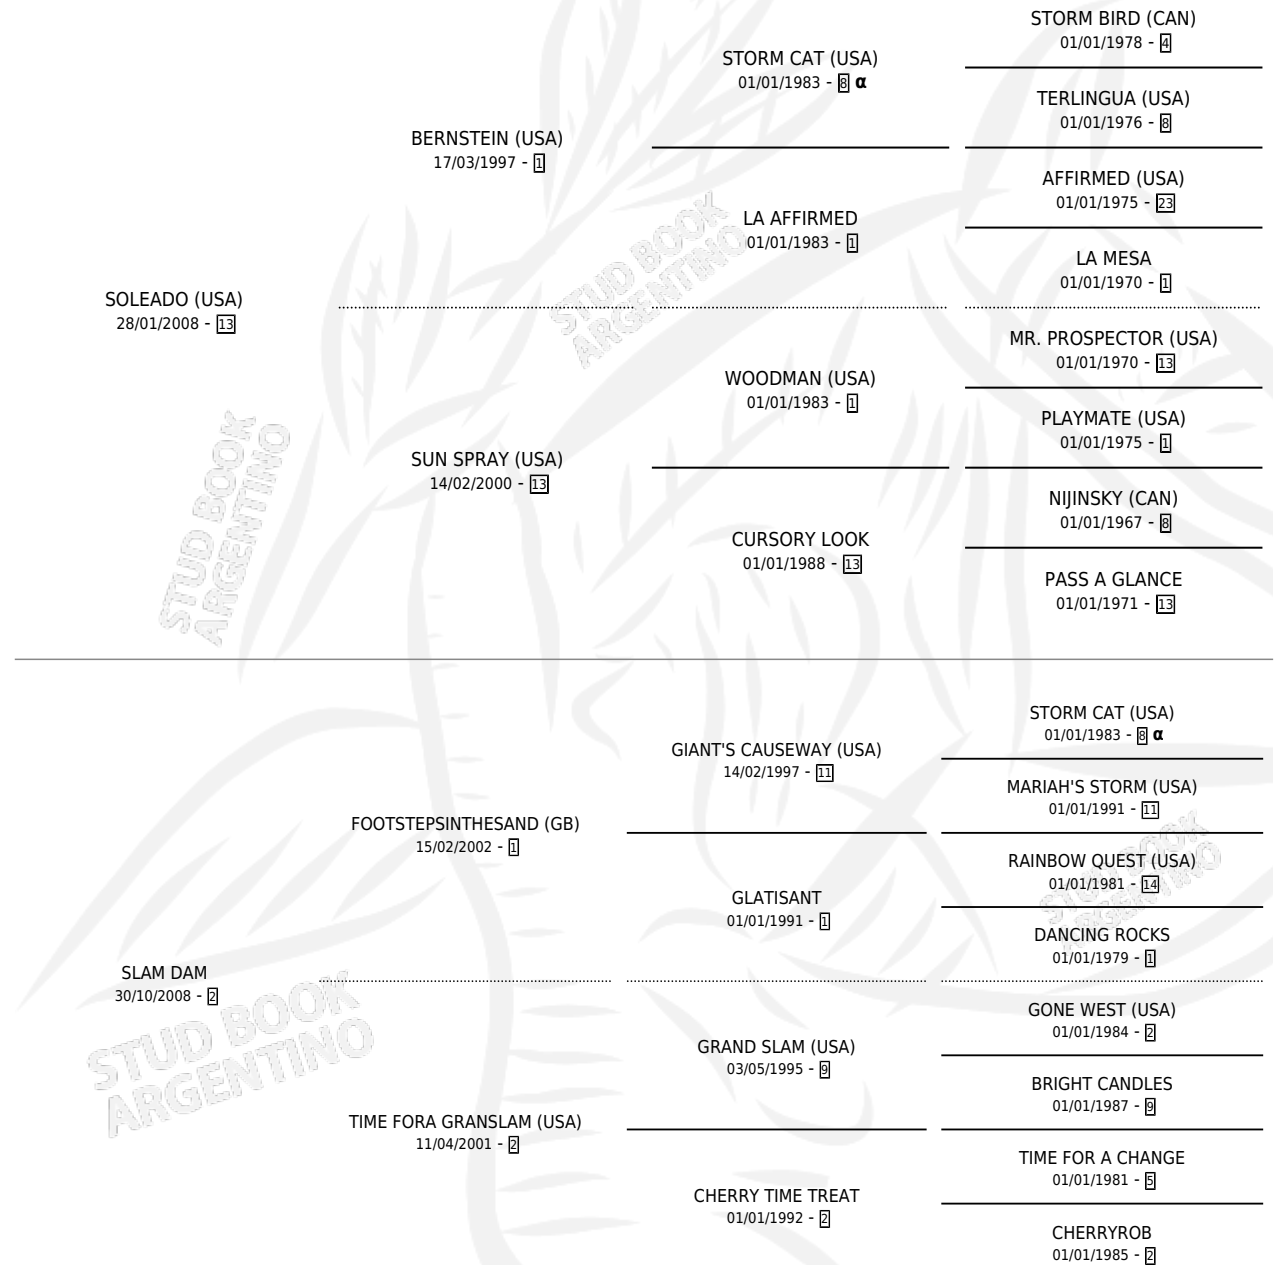 STORM BIRD (CAN)
01/01/1978 - 4
STORM CAT (USA)
01/01/1983 - 8 α
TERLINGUA (USA)
01/01/1976 - 8
BERNSTEIN (USA)
17/03/1997 - 1
AFFIRMED (USA)
01/01/1975 - 23
LA AFFIRMED
01/01/1983 - 1
LA MESA
01/01/1970 - 1
SOLEADO (USA)
28/01/2008 - 13
MR. PROSPECTOR (USA)
01/01/1970 - 13
WOODMAN (USA)
01/01/1983 - 1
PLAYMATE (USA)
01/01/1975 - 1
SUN SPRAY (USA)
14/02/2000 - 13
NIJINSKY (CAN)
01/01/1967 - 8
CURSORY LOOK
01/01/1988 - 13
PASS A GLANCE
01/01/1971 - 13
STORM CAT (USA)
01/01/1983 - 8 α
GIANT'S CAUSEWAY (USA)
14/02/1997 - 11
MARIAH'S STORM (USA)
01/01/1991 - 11
FOOTSTEPSINTHESAND (GB)
15/02/2002 - 1
RAINBOW QUEST (USA)
01/01/1981 - 14
GLATISANT
01/01/1991 - 1
DANCING ROCKS
01/01/1979 - 1
SLAM DAM
30/10/2008 - 2
GONE WEST (USA)
01/01/1984 - 2
GRAND SLAM (USA)
03/05/1995 - 9
BRIGHT CANDLES
01/01/1987 - 9
TIME FORA GRANSLAM (USA)
11/04/2001 - 2
TIME FOR A CHANGE
01/01/1981 - 5
CHERRY TIME TREAT
01/01/1992 - 2
CHERRYROB
01/01/1985 - 2
STUD BOOK
ARGENTINO
STUD BOOK
ARGENTINO
STUD BOOK
ARGENTINO
STUD BOOK
ARGENTINO